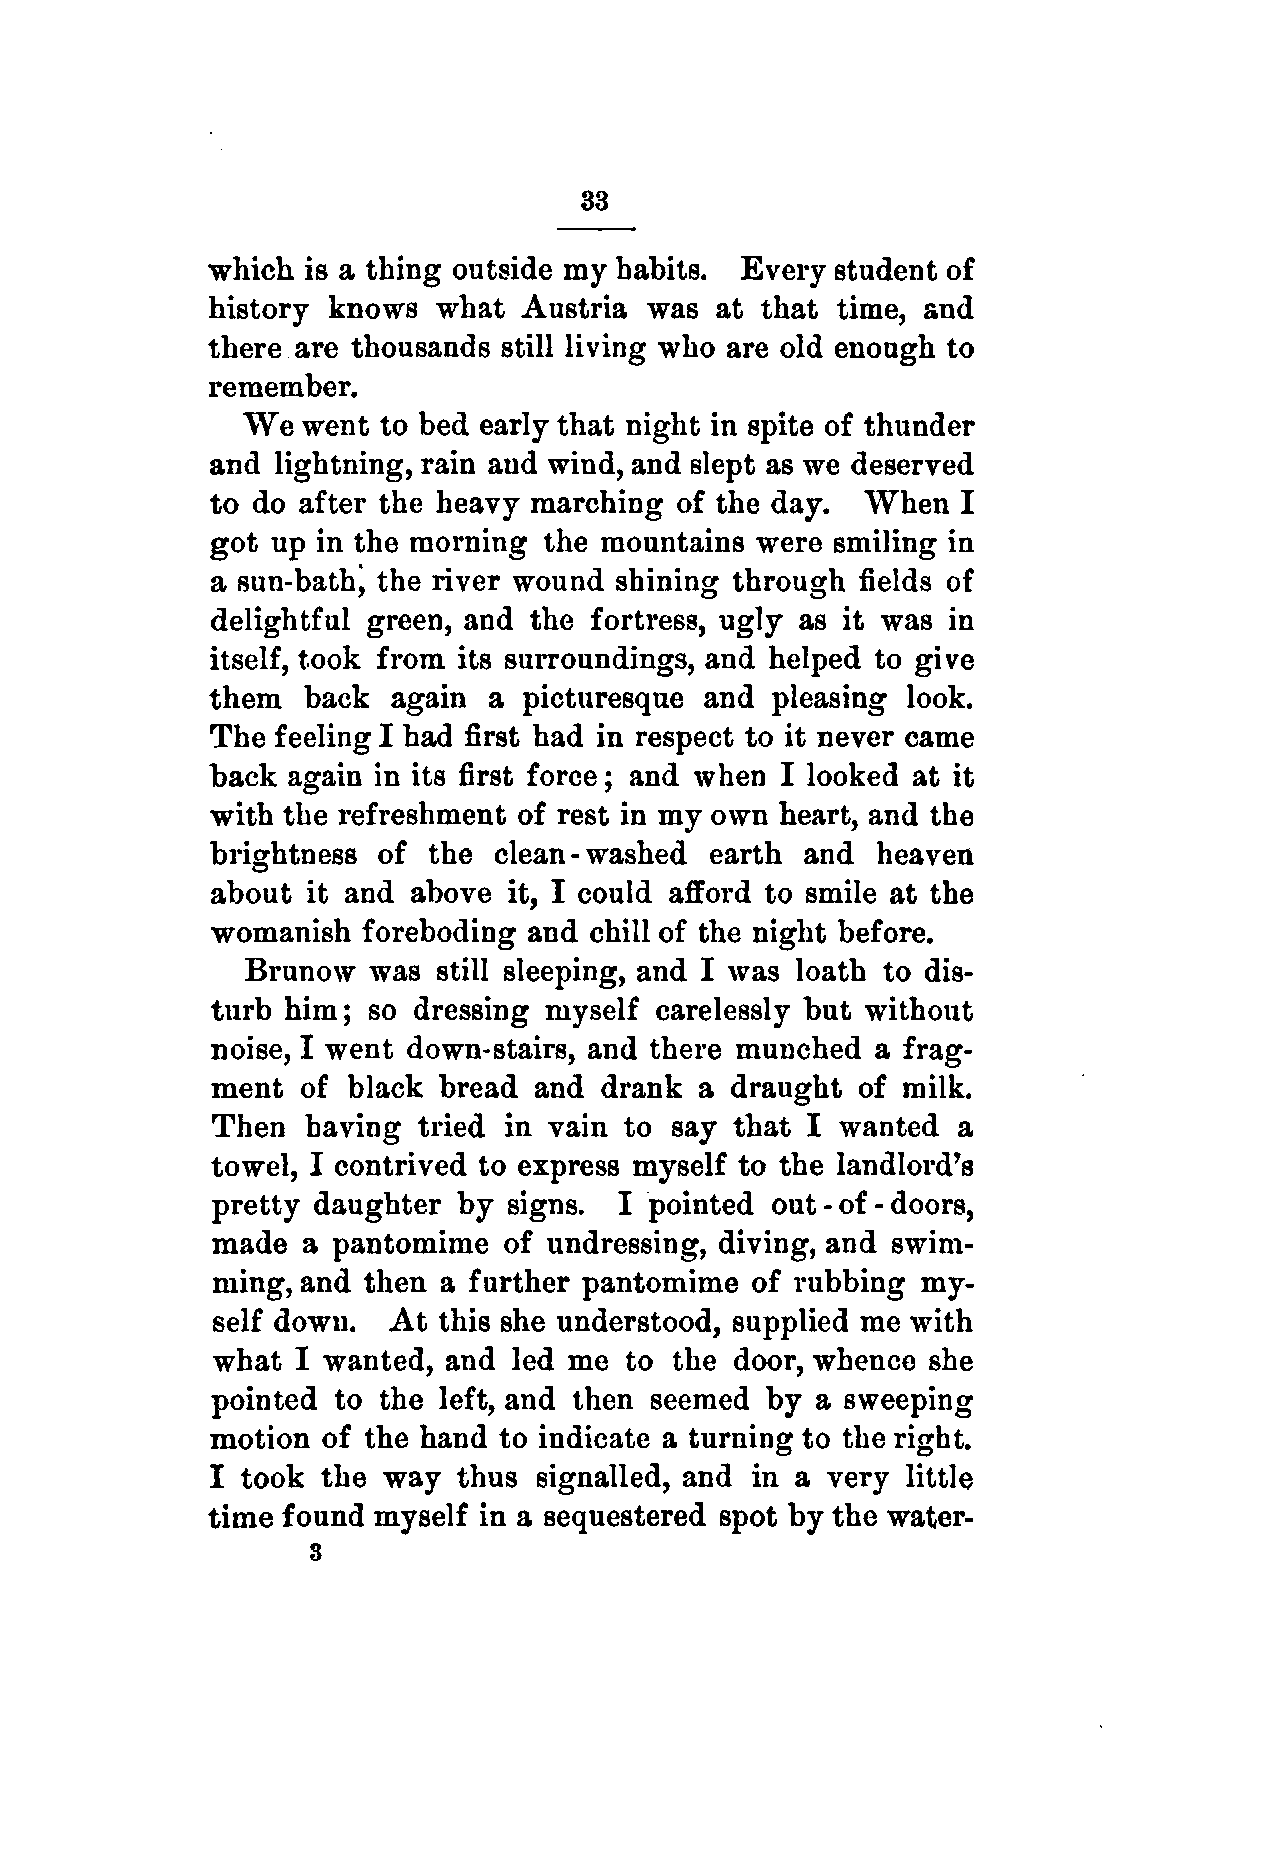 33
which is a thing outside my habits. Every student of
history knows what Austria was at that time, and
there are thousands still living who are old enough to
remember.
We went to bed early that night in spite of thunder
and lightning, rain and wind, and slept as we deserved
to do after the heavy marching of the day. When I
got up in the morning the mountains were smiling in
a sun-bath; the river wound shining through fields of
delightful green, and the fortress, ugly as it was in
itself, took from its surroundings, and helped to give
them back again a picturesque and pleasing look.
The feeling I had first had in respect to it never came
back again in its first force; and when I looked at it
with the refreshment of rest in my own heart, and the
brightness of the clean-washed earth and heaven
about it and above it, I could afford to smile at the
womanish foreboding and chill of the night before.
Brunow was still sleeping, and I was loath to dis-
turb him; so dressing myself carelessly but without
noise, I went down-stairs, and there munched a frag-
ment of black bread and drank a draught of milk.
Then having tried in vain to say that I wanted a
towel, I contrived to express myself to the landlord's
pretty daughter by signs. I pointed out-of-doors,
made a pantomime of undressing, diving, and swim-
ming, and then a further pantomime of rubbing my-
self down. At this she understood, supplied me with
what I wanted, and led me to the door, whence she
pointed to the left, and then seemed by a sweeping
motion of the hand to indicate a turning to the right.
I took the way thus signalled, and in a very little
time found myself in a sequestered spot by the water-
3